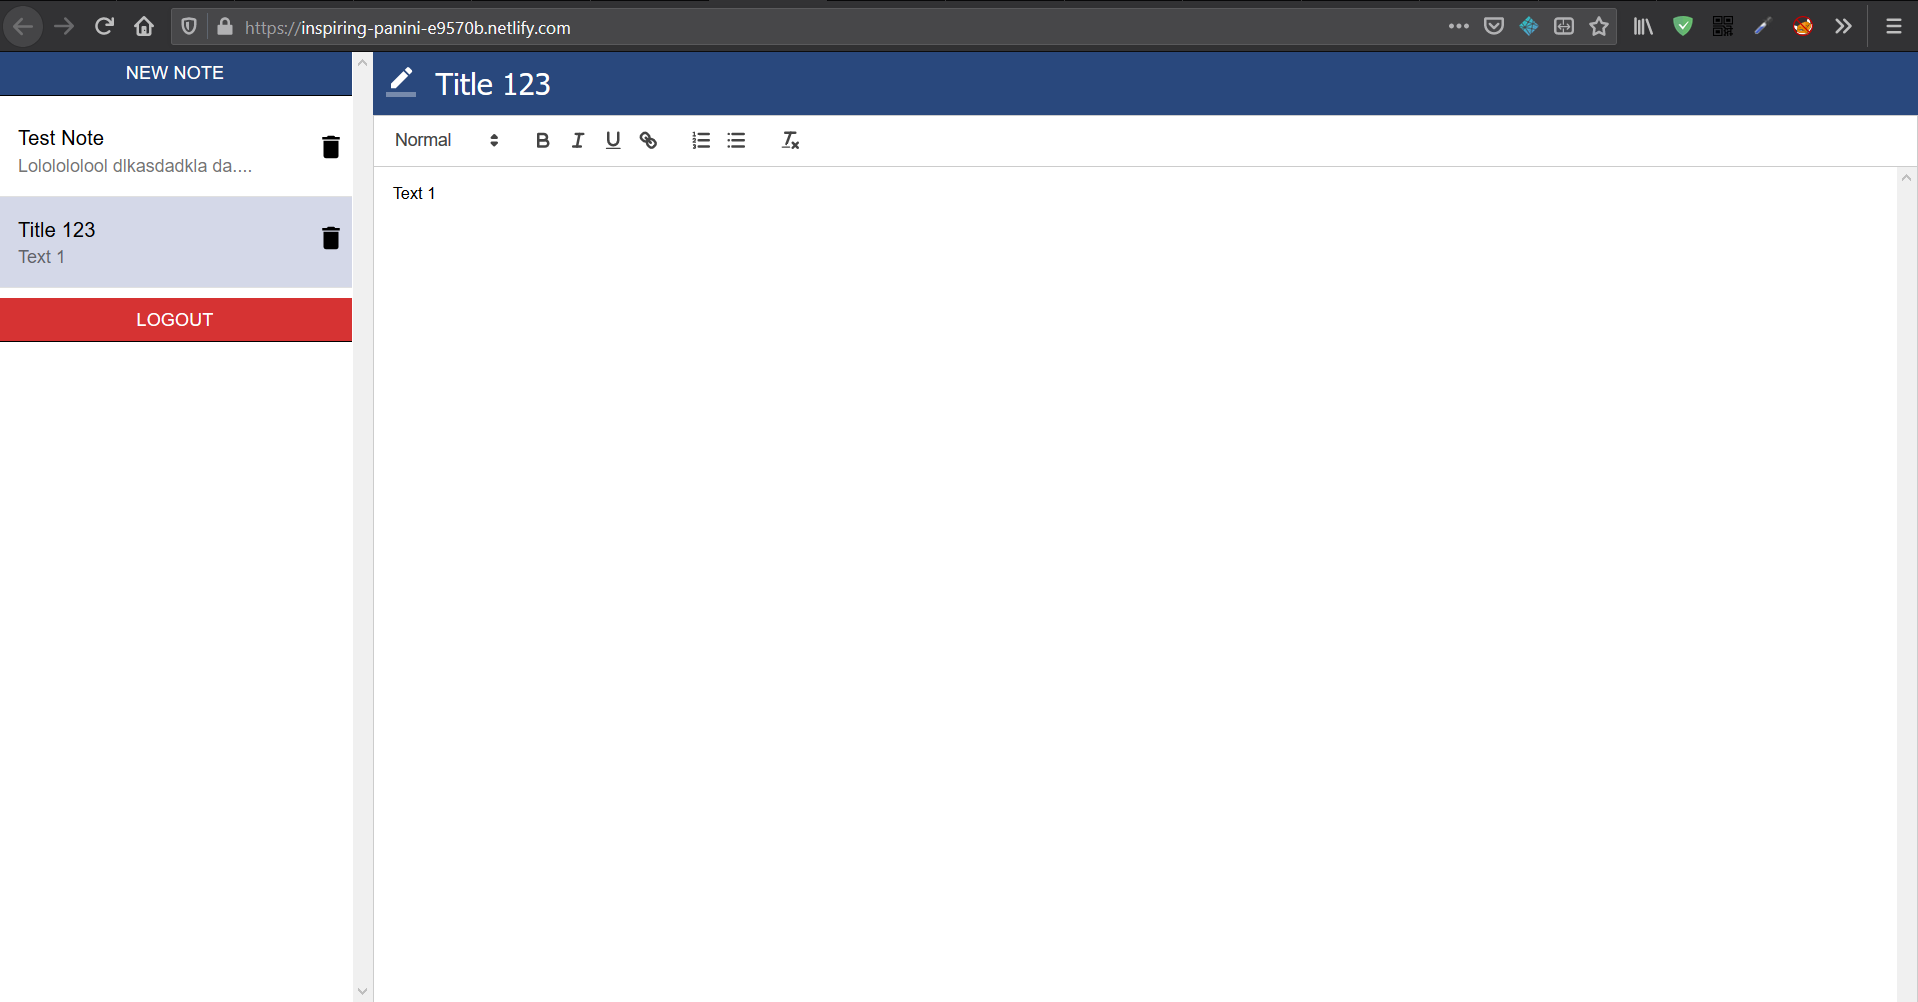 https://inspiring-panini-e9570b.netlify.com
NEW NOTE
Test Note
Lolololololool dlkasdadkla da....
Title 123
Text 1
LOGOUT
Title 123
Normal
Text 1